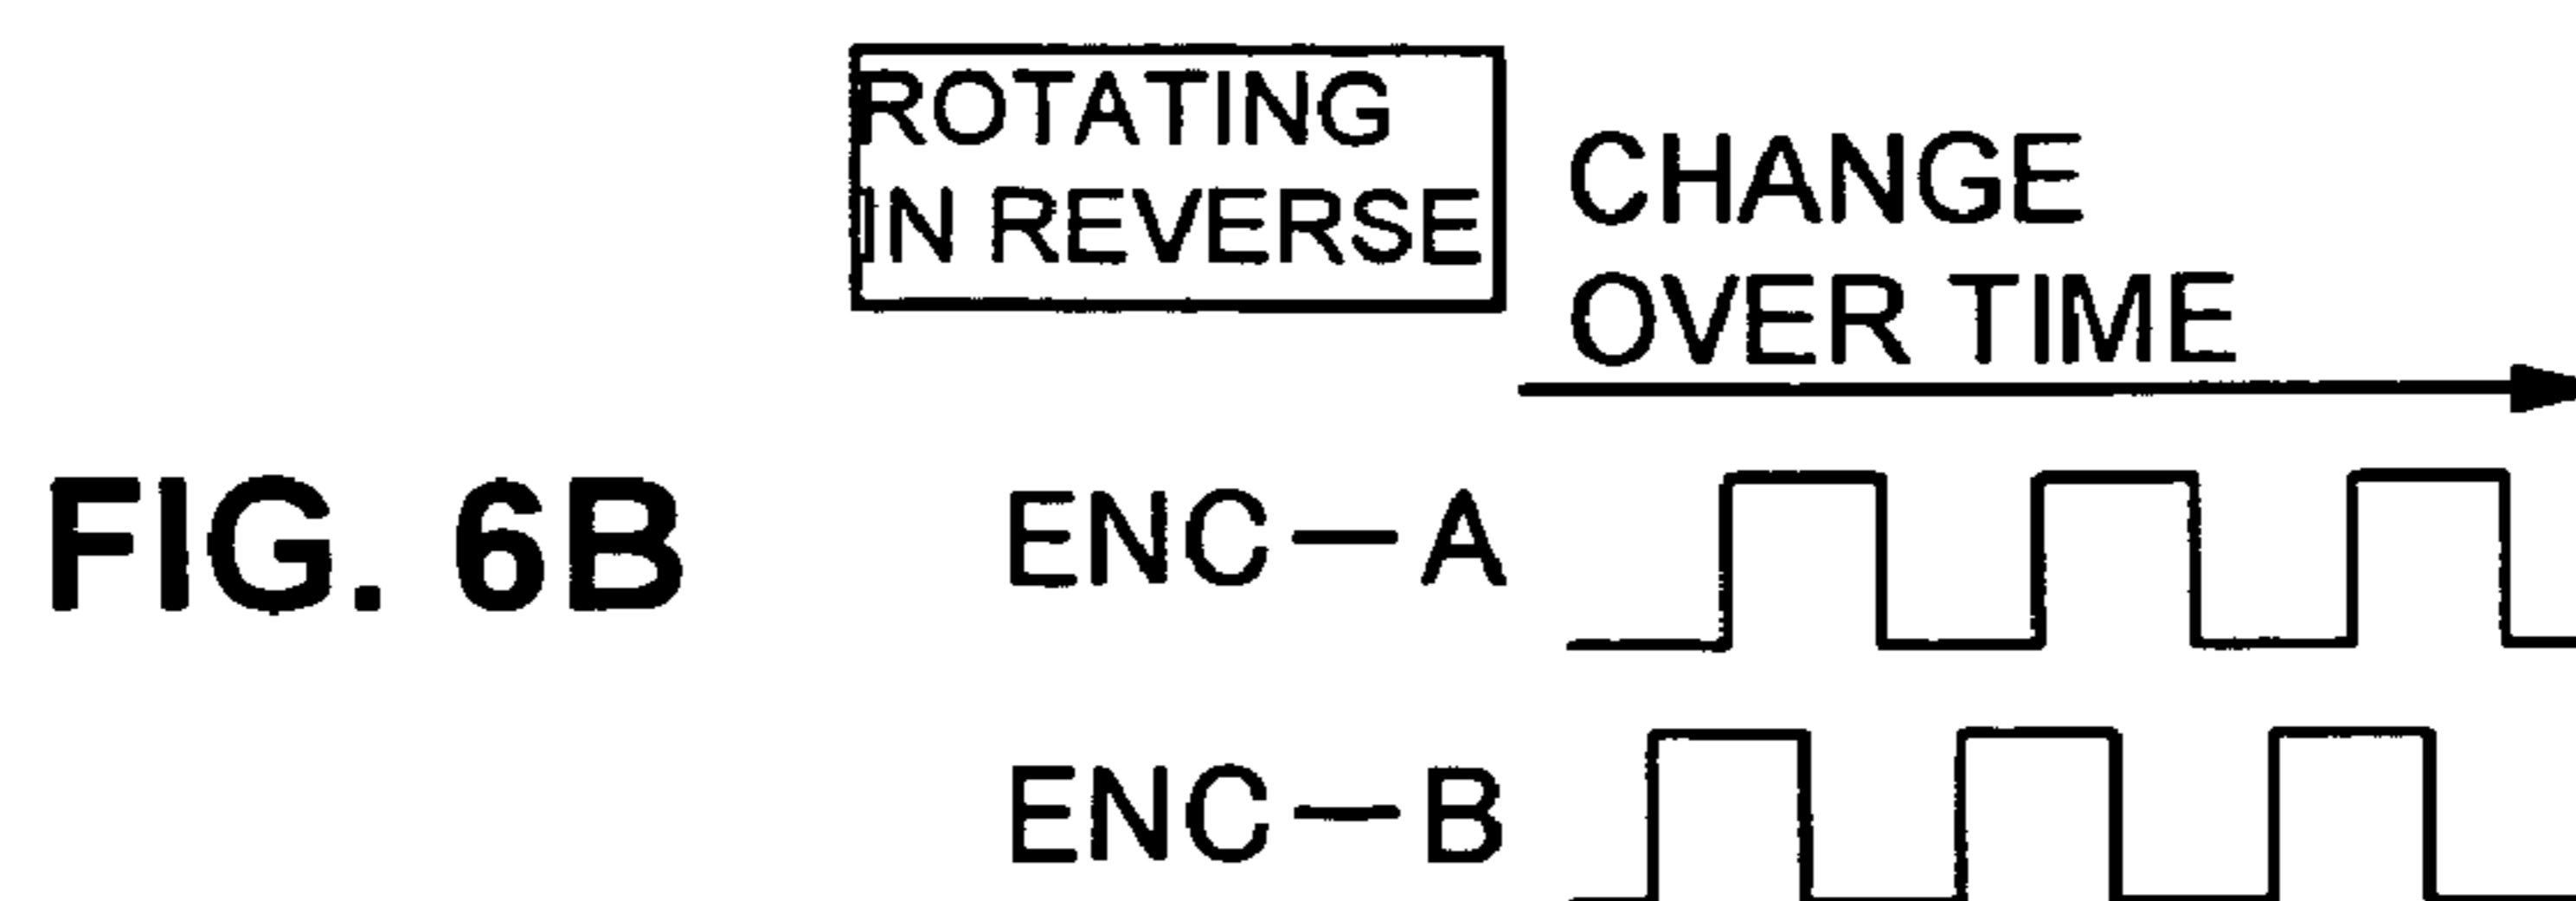 ROTATING
IN REVERSE
CHANGE
OVER TIME
FIG. 6B
ENC—A
ENC—B